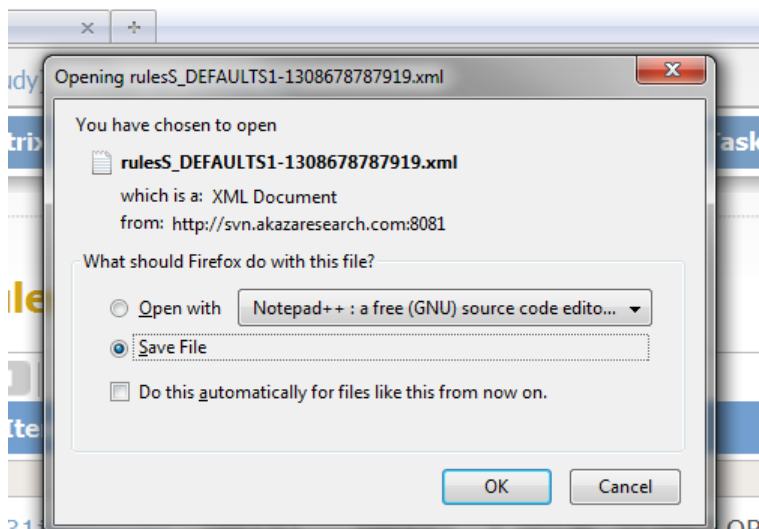 Opening rulesS_DEFAULTS1-1308678787919.xml
You have chosen to open
rulesS_DEFAULTS1-1308678787919.xml
which is a: XML Document
from: http://svn.akazaresearch.com:8081
What should Firefox do with this file?
Open with Notepad++ : a free (GNU) source code edito...
Save File
Do this automatically for files like this from now on.
OK Cancel